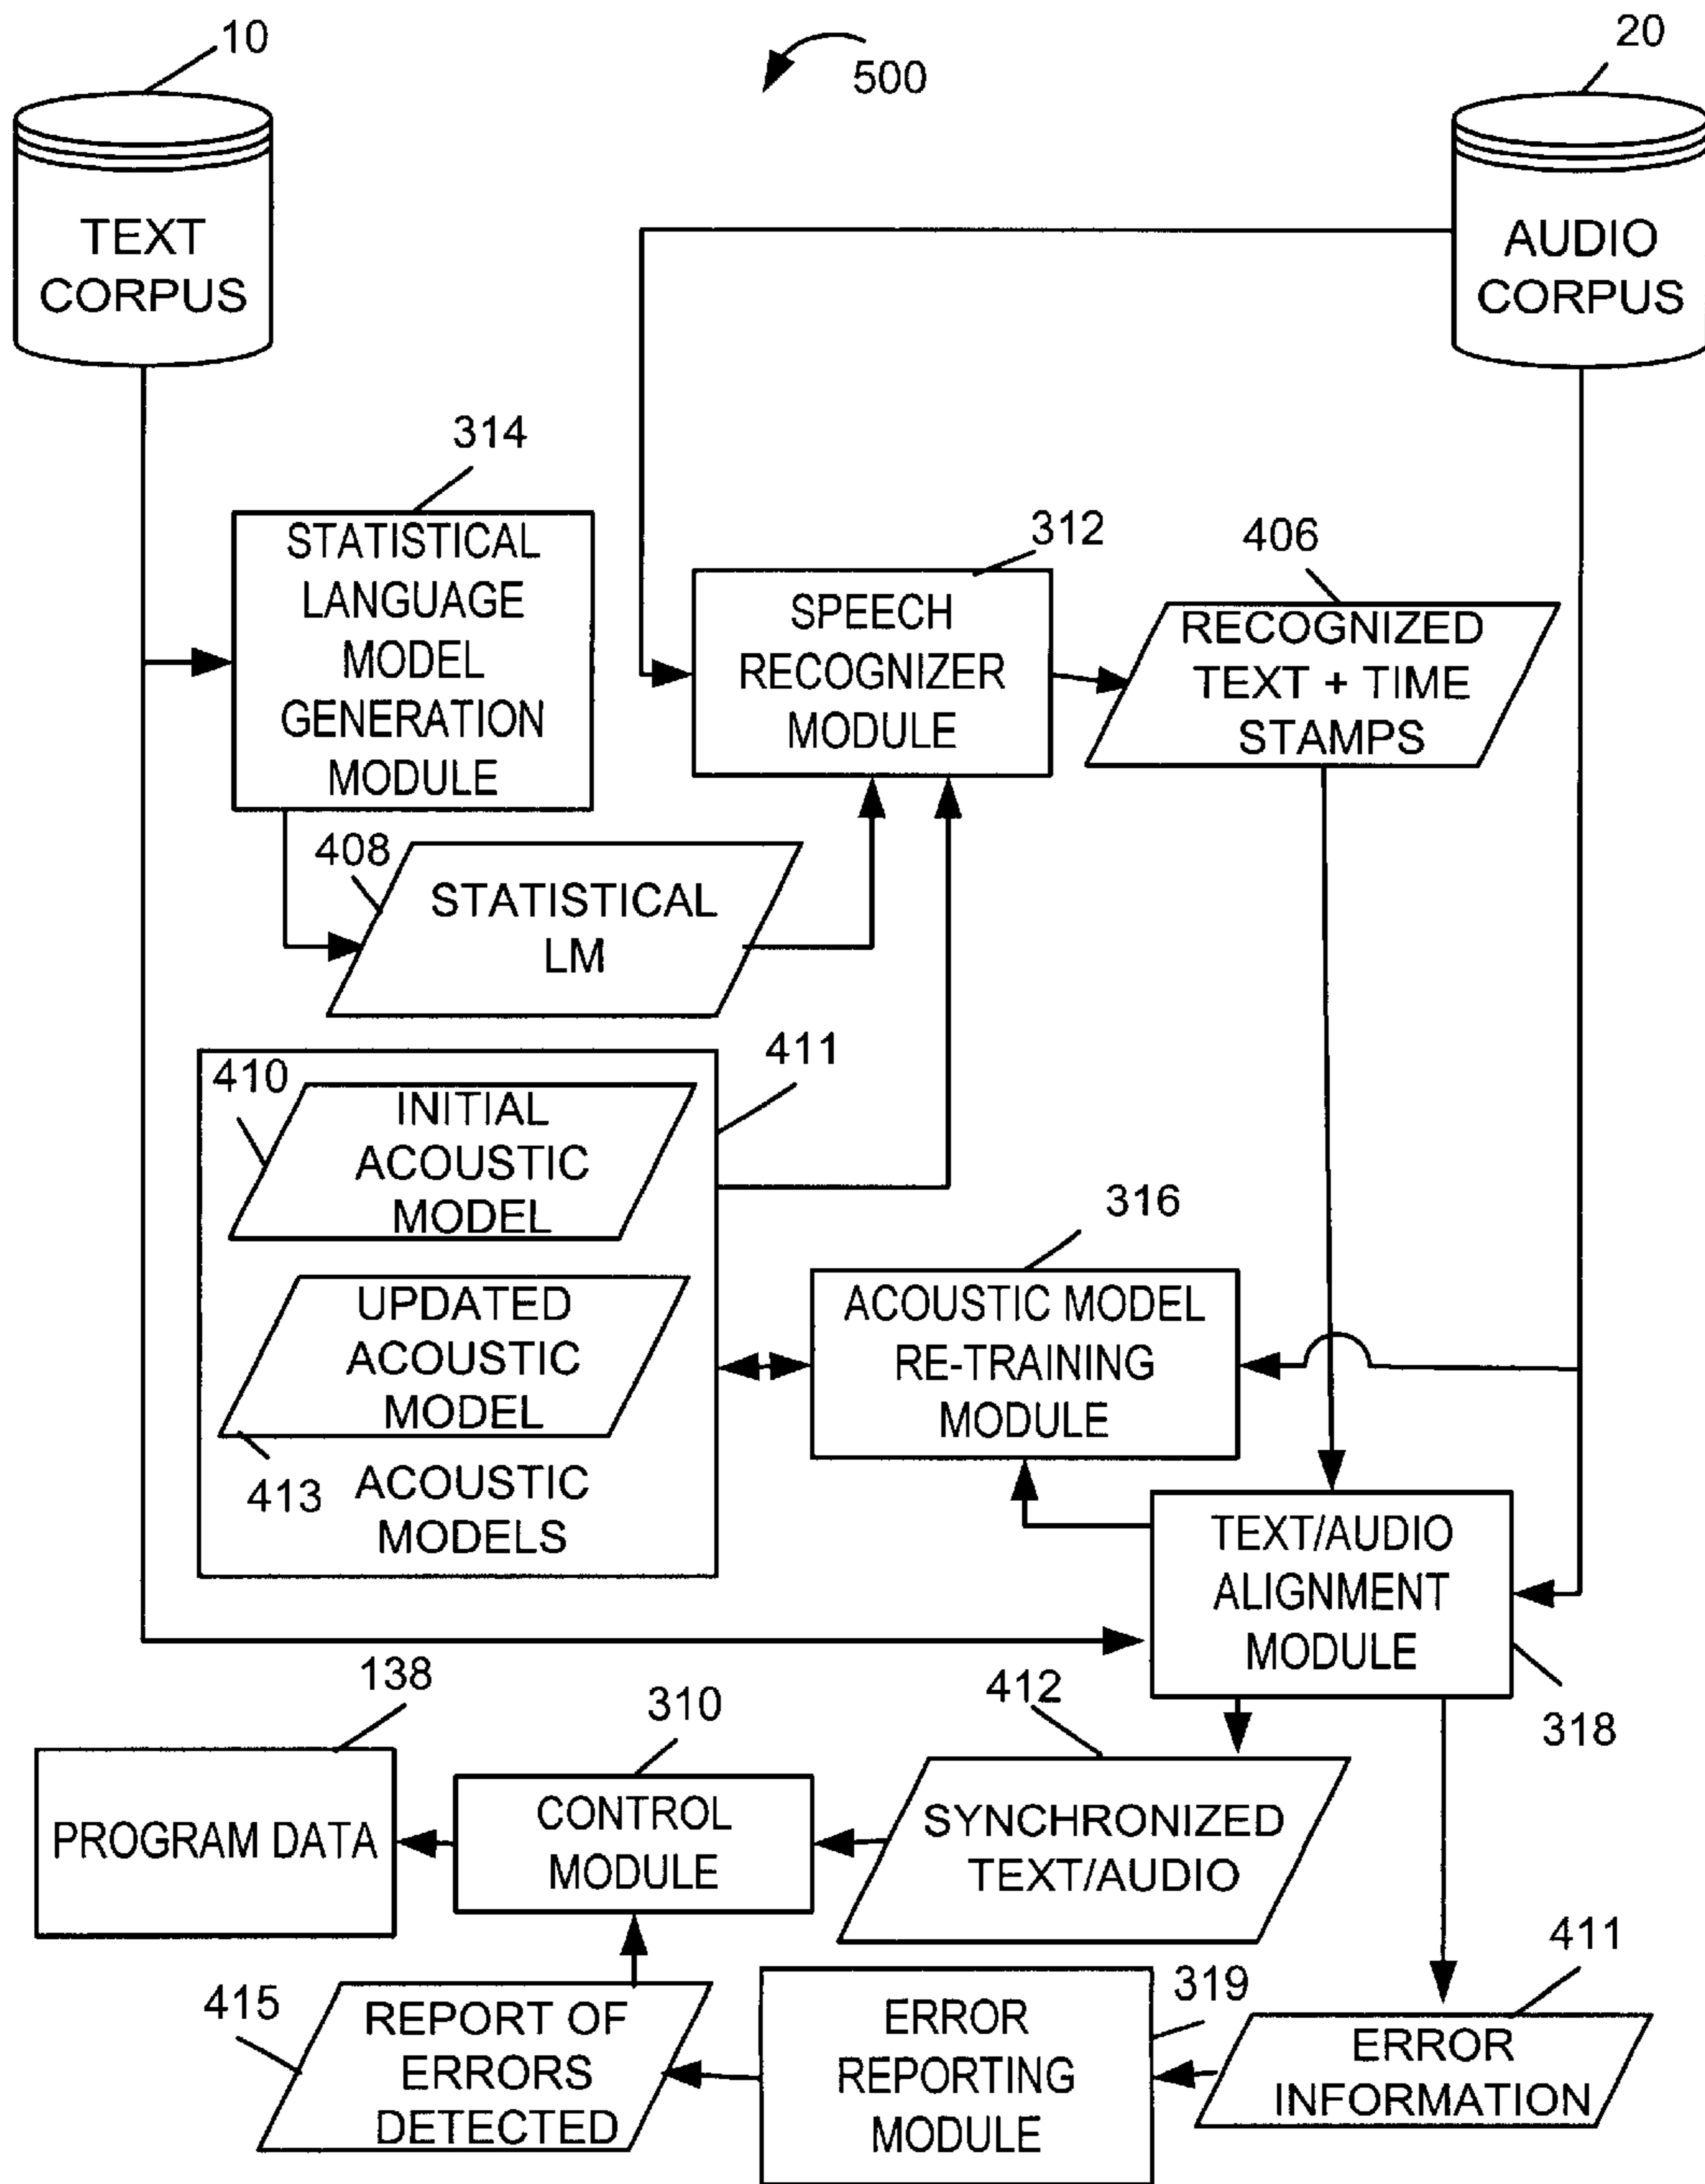 10
500
20
TEXT
CORPUS
AUDIO
CORPUS
314
STATISTICAL
LANGUAGE
MODEL
GENERATION
MODULE
312
SPEECH
RECOGNIZER
MODULE
406
RECOGNIZED
TEXT + TIME
STAMPS
408
STATISTICAL
LM
411
410
INITIAL
ACOUSTIC
MODEL
UPDATED
ACOUSTIC
MODEL
413
ACOUSTIC
MODELS
316
ACOUSTIC MODEL
RE-TRAINING
MODULE
TEXT/AUDIO
ALIGNMENT
MODULE
318
138
PROGRAM DATA
310
CONTROL
MODULE
412
SYNCHRONIZED
TEXT/AUDIO
415
REPORT OF
ERRORS
DETECTED
319
ERROR
REPORTING
MODULE
411
ERROR
INFORMATION